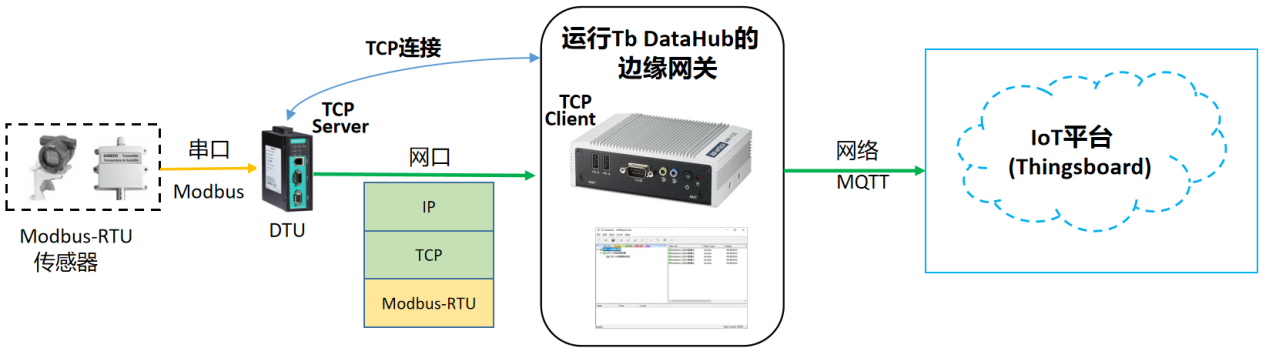 TCP连接
运行Tb DataHub的
边缘网关
TCP
Server
TCP
Client
串口
Modbus
网口
网络
MQTT
IoT平台
(Thingsboard)
DTU
Modbus-RTU
传感器
IP
TCP
Modbus-RTU